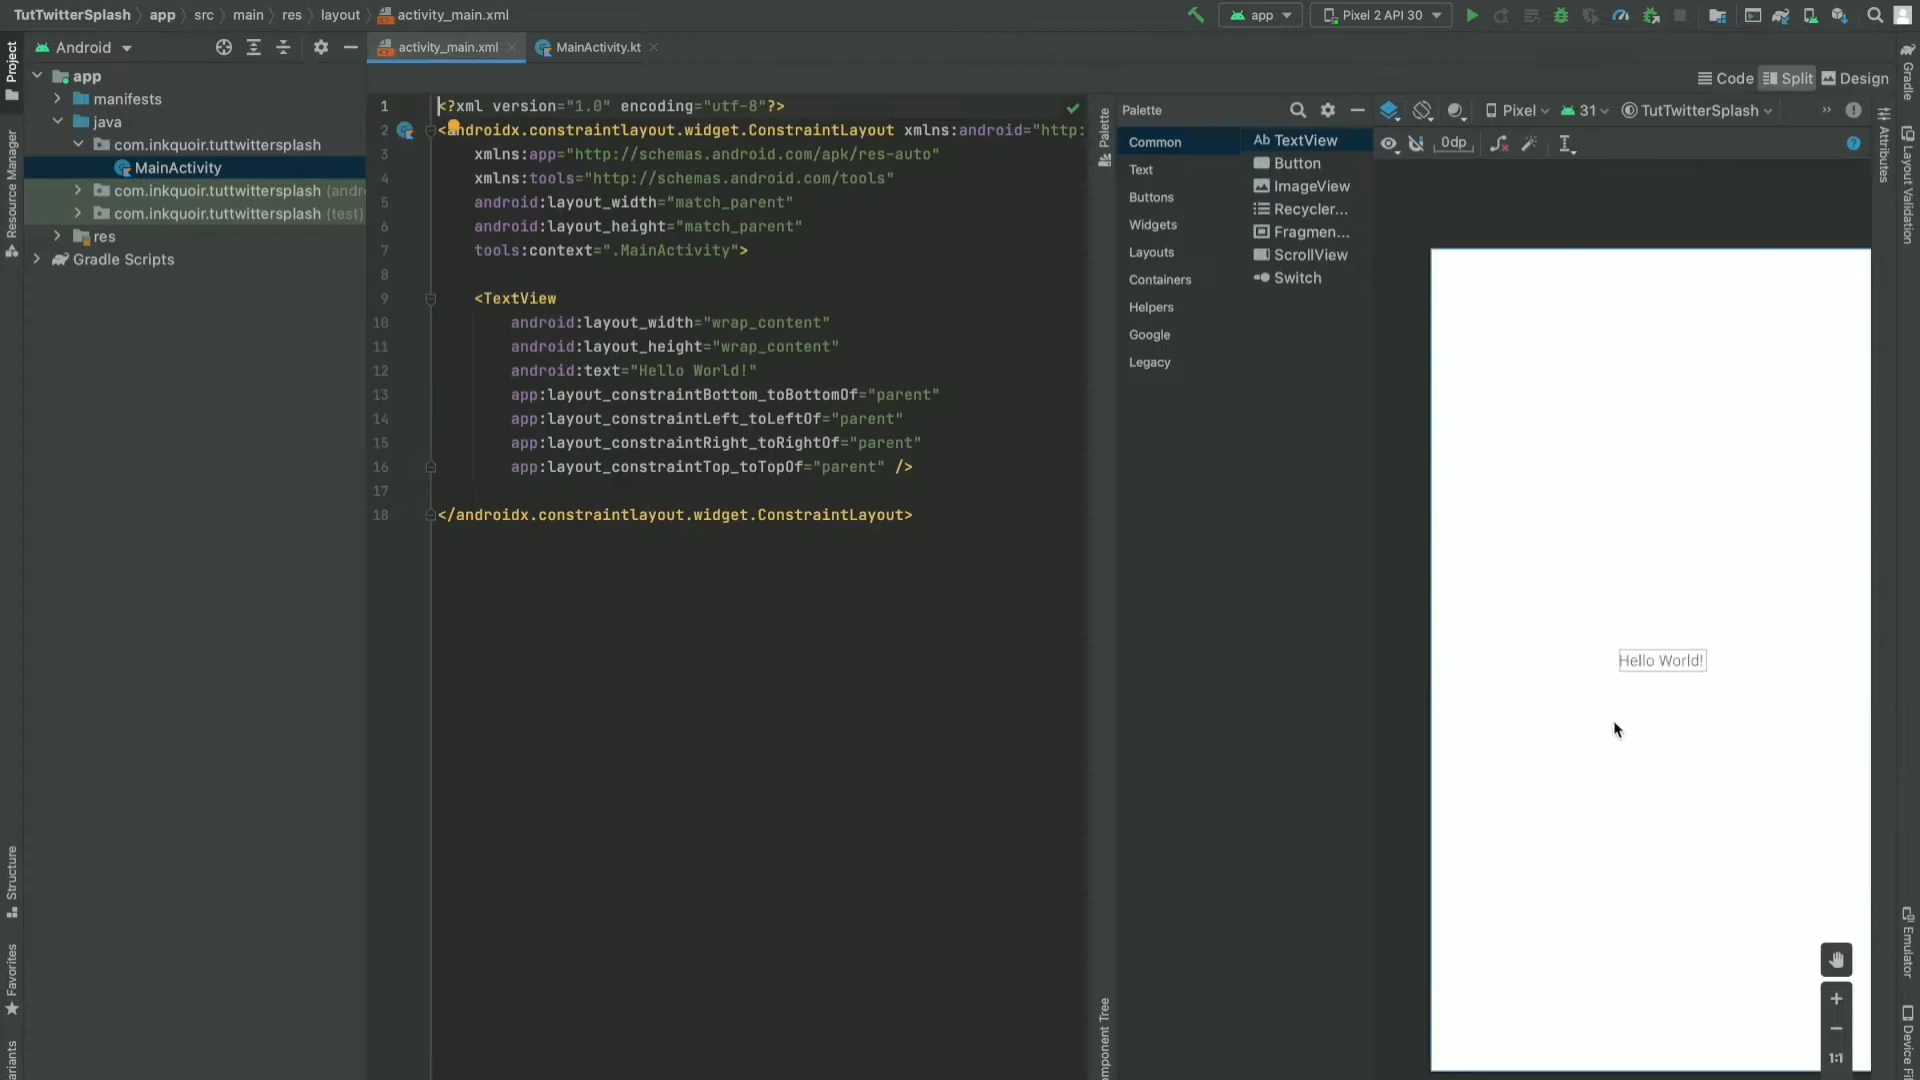 TutTwitterSplash app src main res layout activity_main.xml
app Pixel 2 API 30
Project
Android
activity_main.xml MainActivity.kt
Gradle
app
manifests
java
com.inkquoir.tuttwittersplash
MainActivity
com.inkquoir.tuttwittersplash (andr
com.inkquoir.tuttwittersplash (test)
res
Gradle Scripts
Resource Manager
Structure
Favorites
ariants
Code Split Design
1 <?xml version="1.0" encoding="utf-8"?>
2 <androidx.constraintlayout.widget.ConstraintLayout xmlns:android="http:
3 xmlns:app="http://schemas.android.com/apk/res-auto"
4 xmlns:tools="http://schemas.android.com/tools"
5 android:layout_width="match_parent"
6 android:layout_height="match_parent"
7 tools:context=".MainActivity">
8
9 <TextView
10 android:layout_width="wrap_content"
11 android:layout_height="wrap_content"
12 android:text="Hello World!"
13 app:layout_constraintBottom_toBottomOf="parent"
14 app:layout_constraintLeft_toLeftOf="parent"
15 app:layout_constraintRight_toRightOf="parent"
16 app:layout_constraintTop_toTopOf="parent" />
17
18 </androidx.constraintlayout.widget.ConstraintLayout>
Palette
Palette
Common
Text
Buttons
Widgets
Layouts
Containers
Helpers
Google
Legacy
Ab TextView
Button
ImageView
Recycler...
Fragmen...
ScrollView
Switch
mponent Tree
Pixel 31 TutTwitterSplash
0dp
Hello World!
1:1
Attributes
Layout Validation
Emulator
Device Fi